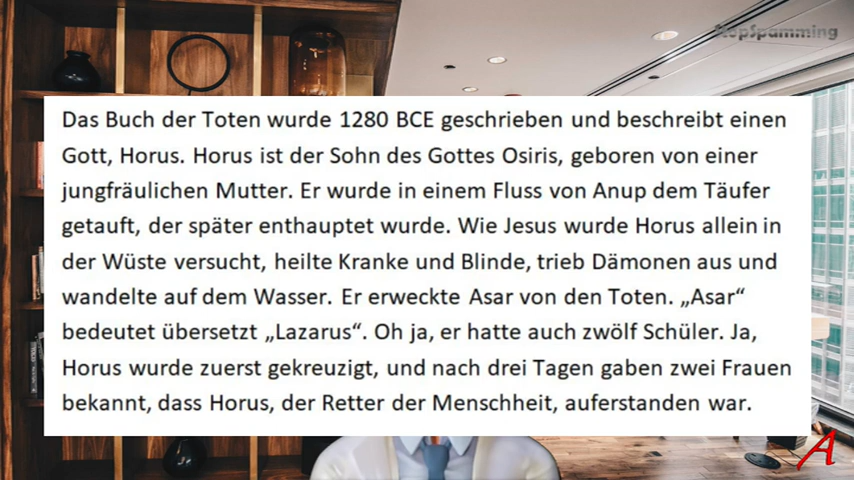 StopSpamming
Das Buch der Toten wurde 1280 BCE geschrieben und beschreibt einen
Gott, Horus. Horus ist der Sohn des Gottes Osiris, geboren von einer
jungfräulichen Mutter. Er wurde in einem Fluss von Anup dem Täufer
getauft, der später enthauptet wurde. Wie Jesus wurde Horus allein in
der Wüste versucht, heilte Kranke und Blinde, trieb Dämonen aus und
wandelte auf dem Wasser. Er erweckte Asar von den Toten. „Asar“
bedeutet übersetzt „Lazarus“. Oh ja, er hatte auch zwölf Schüler. Ja,
Horus wurde zuerst gekreuzigt, und nach drei Tagen gaben zwei Frauen
bekannt, dass Horus, der Retter der Menschheit, auferstanden war.
A